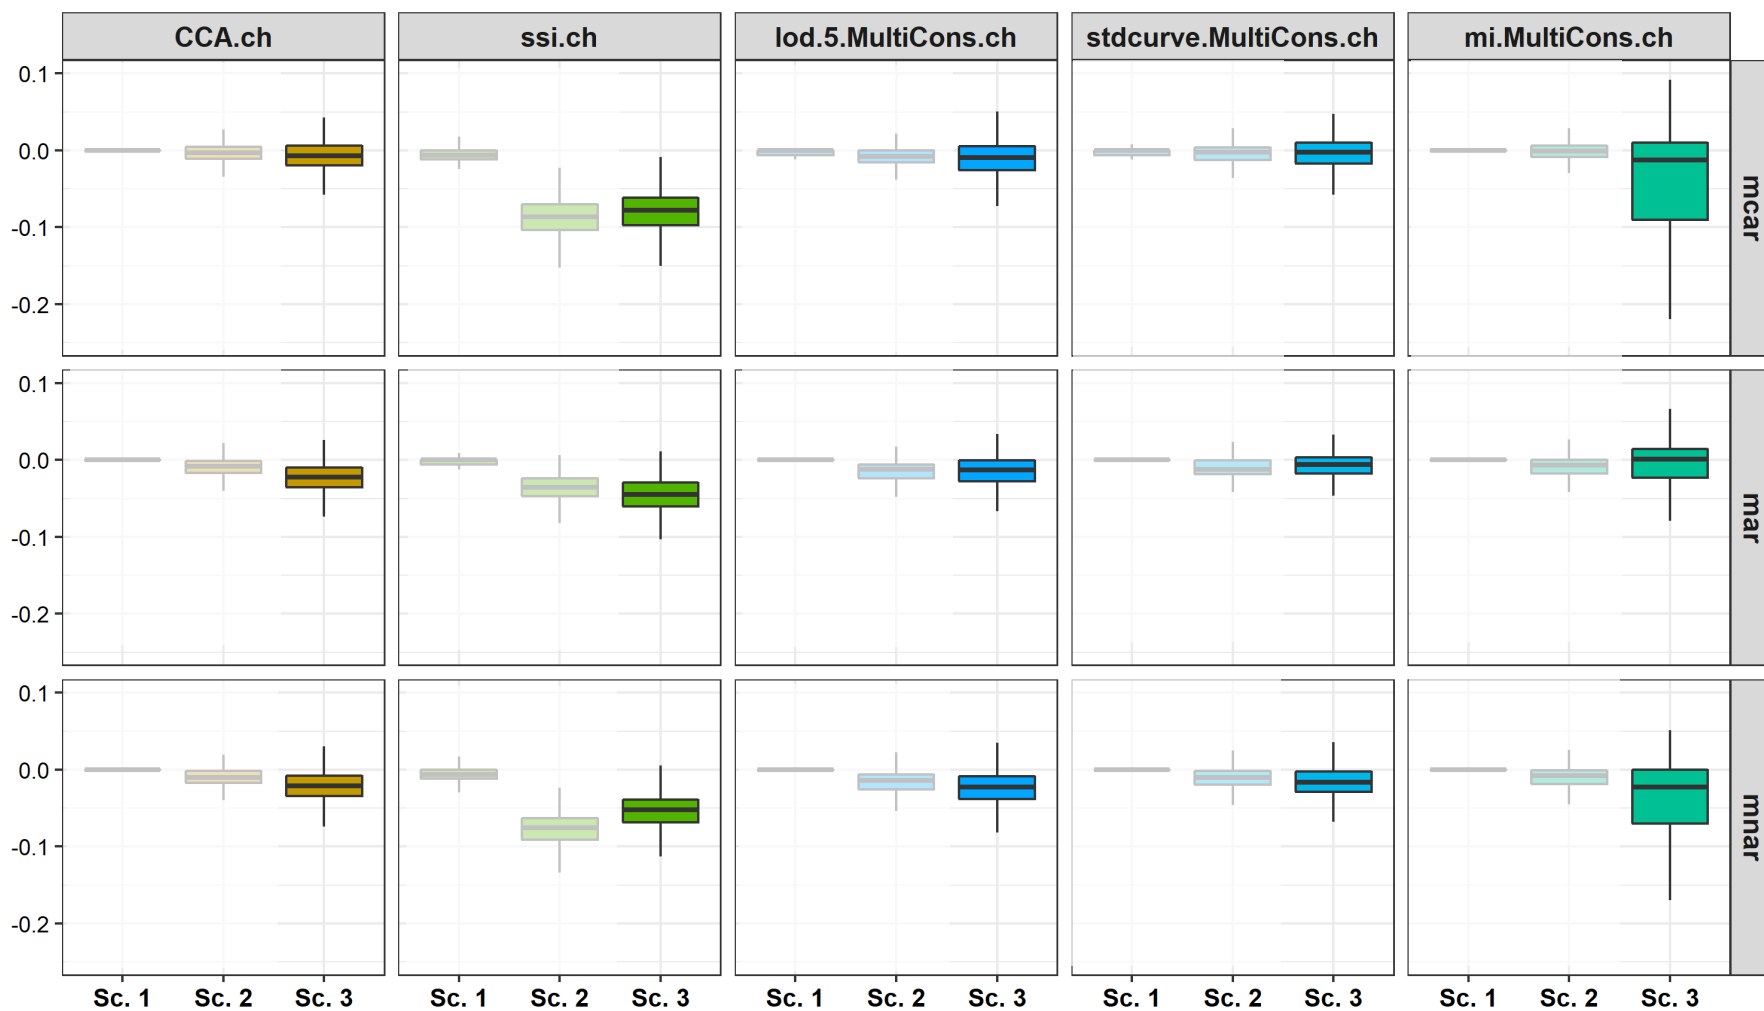 CCA.ch ssi.ch lod.5.MultiCons.ch stdcurve.MultiCons.ch mi.MultiCons.ch
0.1
0.0
-0.1
-0.2
mcar
0.1
0.0
-0.1
-0.2
mar
0.1
0.0
-0.1
-0.2
mnar
Sc. 1 Sc. 2 Sc. 3 Sc. 1 Sc. 2 Sc. 3 Sc. 1 Sc. 2 Sc. 3 Sc. 1 Sc. 2 Sc. 3 Sc. 1 Sc. 2 Sc. 3